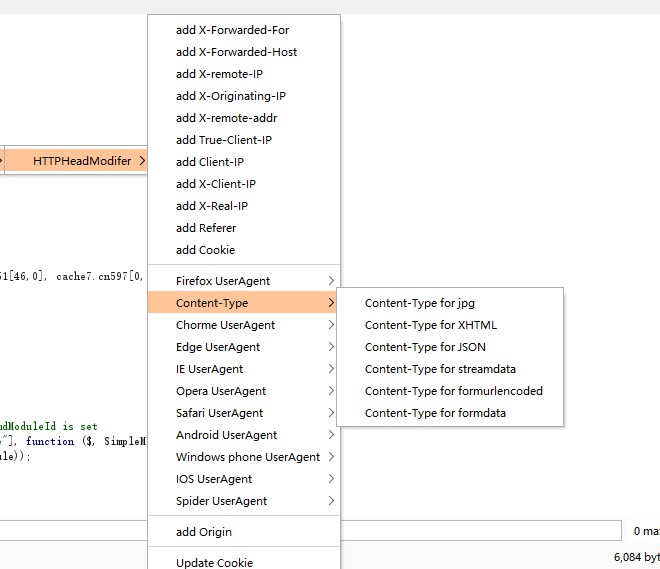 add X-Forwarded-For
add X-Forwarded-Host
add X-remote-IP
add X-Originating-IP
add X-remote-addr
add True-Client-IP
HTTPHeadModifer
add Client-IP
add X-Client-IP
add X-Real-IP
add Referer
add Cookie
51[46,0], cache7.cn597[0,
Firefox UserAgent
Content-Type
Content-Type for jpg
Chorme UserAgent
Content-Type for XHTML
Edge UserAgent
Content-Type for JSON
IE UserAgent
Content-Type for streamdata
Opera UserAgent
Content-Type for formurlencoded
Safari UserAgent
Content-Type for formdata
ndModuleId is set
Android UserAgent
"], function ($, SimpleM
ule));
Windows phone UserAgent
IOS UserAgent
Spider UserAgent
add Origin
0 ma
Update Cookie
6,084 byt